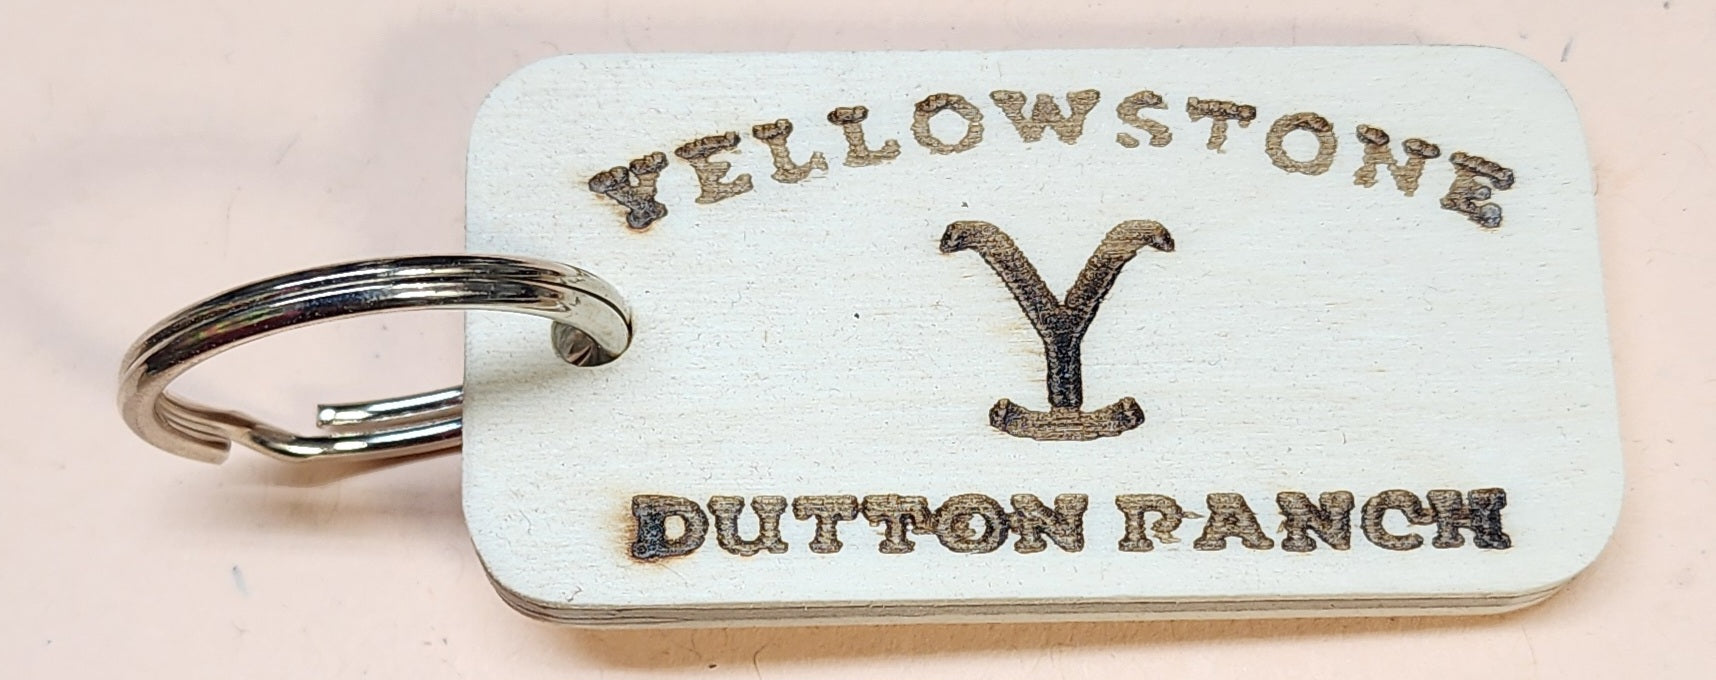 YELLOWSTONE
Y
DUTTON RANCH